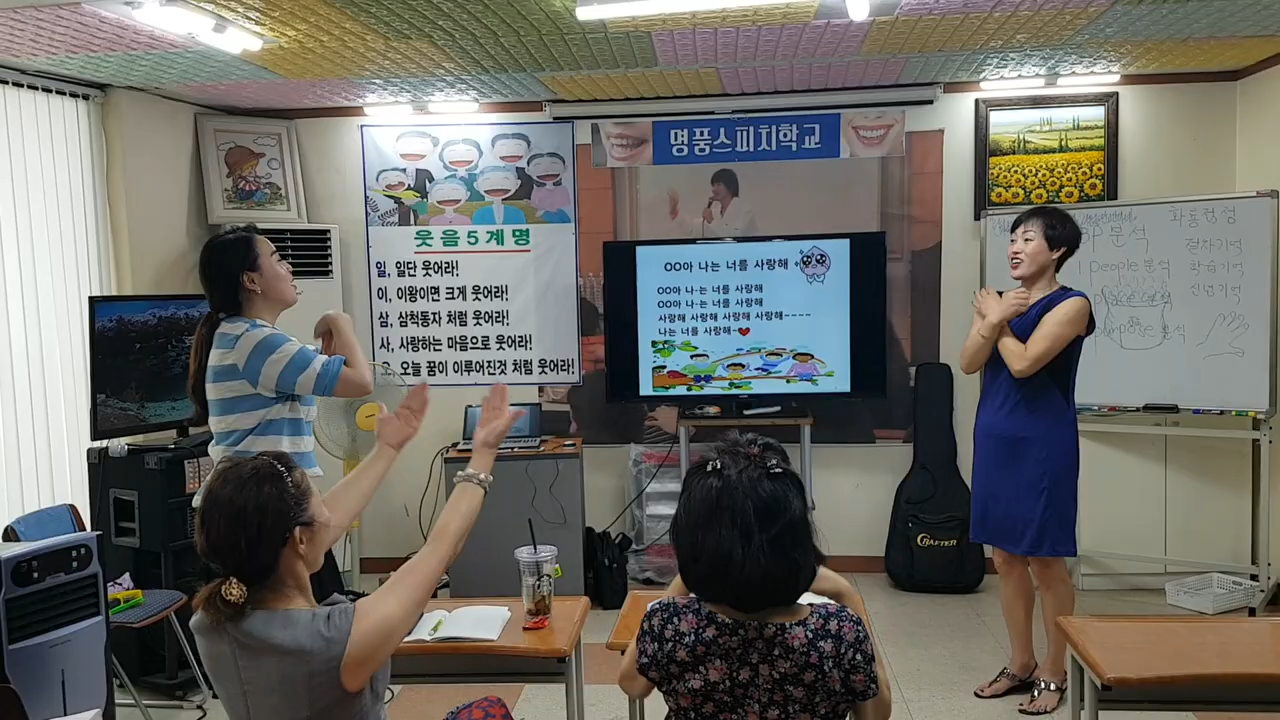 명품스피치학교
웃음5계명
일, 일단 웃어라!
이, 이왕이면 크게 웃어라!
삼, 삼척동자 처럼 웃어라!
사, 사랑하는 마음으로 웃어라!
오, 오늘 꿈이 이루어진것 처럼 웃어라!
OO아 나는 너를 사랑해
OO아 나는 너를 사랑해
OO아 나는 너를 사랑해
사랑해 사랑해 사랑해 사랑해~~~~
나는 너를 사랑해~
분석
people 분석
화동
절차기억
학습기억
신념기억
CRAFTER